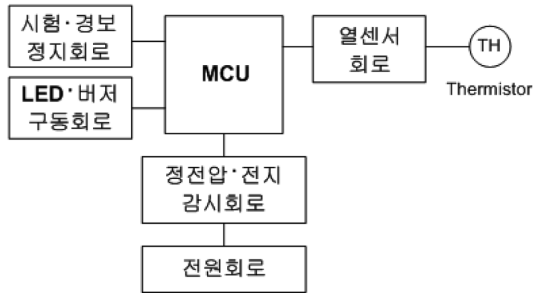 시험·경보
정지회로
LED·버저
구동회로
MCU
열센서
회로
TH
Thermistor
정전압·전지
감시회로
전원회로